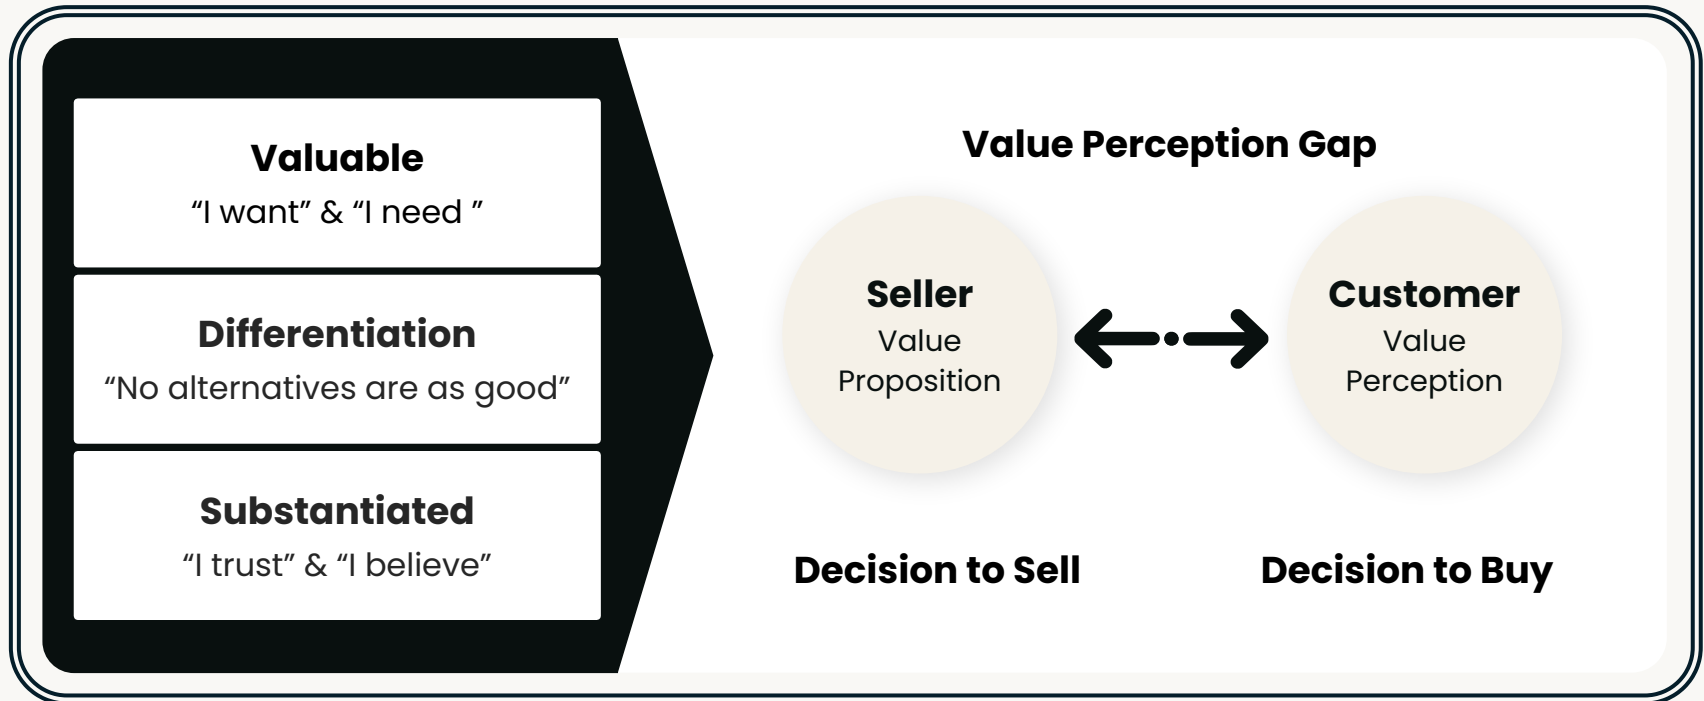 Valuable
“I want” & “I need ”
Differentiation
“No alternatives are as good”
Substantiated
“I trust” & “I believe”
Value Perception Gap
Seller
Value
Proposition
Customer
Value
Perception
Decision to Sell
Decision to Buy